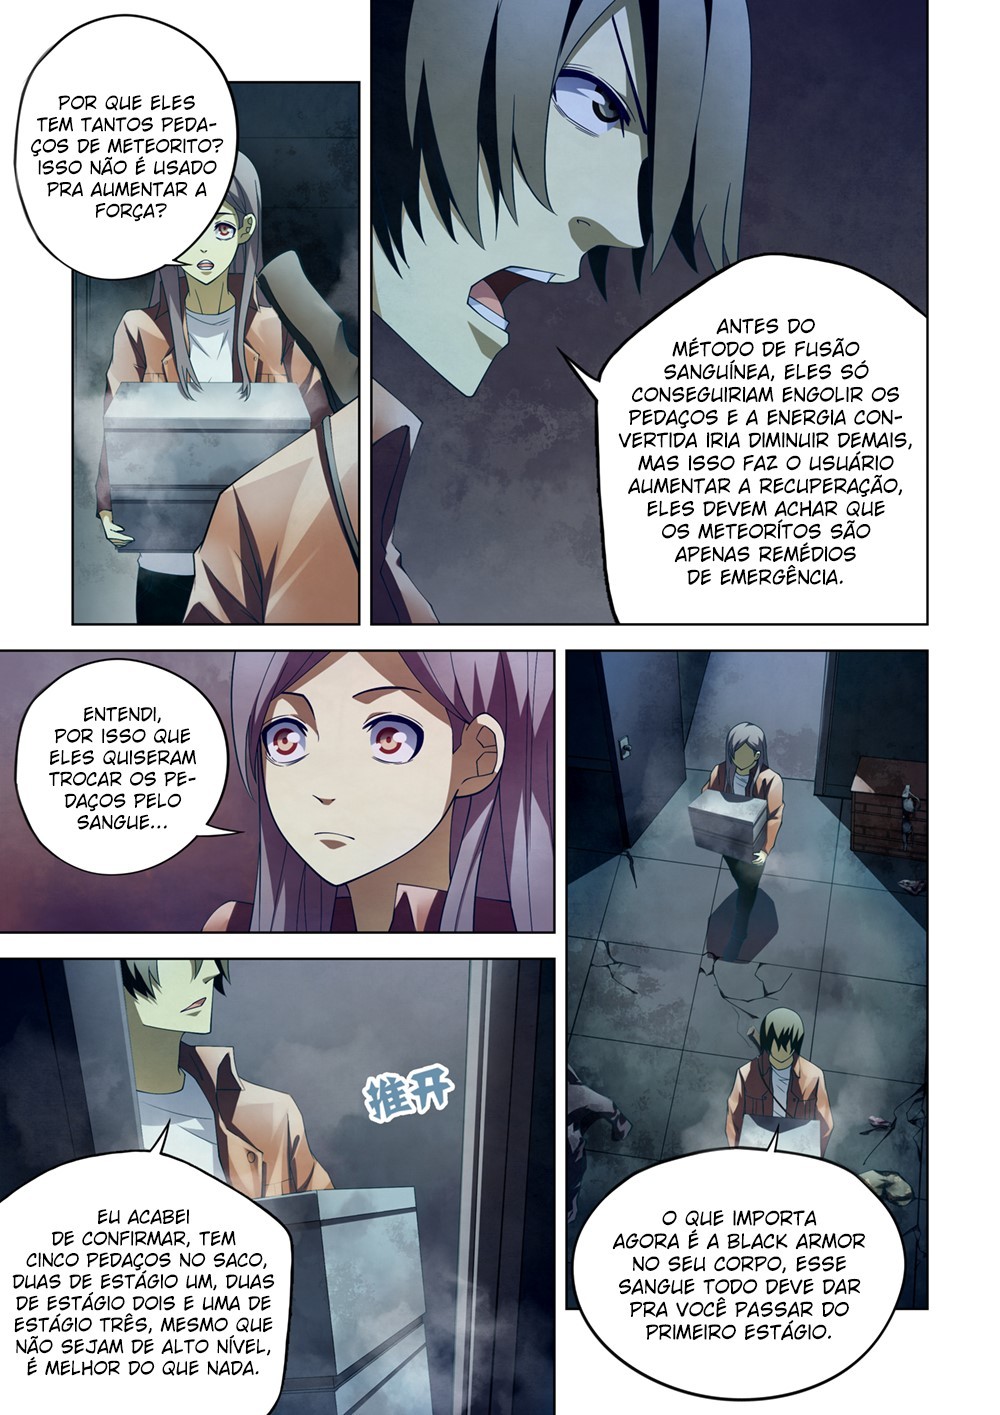 POR QUE ELES
TEM TANTOS PEDA-
ÇOS DE METEORITO?
ISSO NÃO É USADO
PRA AUMENTAR A
FORÇA?
ANTES DO
MÉTODO DE FUSÃO
SANGUÍNEA, ELES SÓ
CONSEGUIRIAM ENGOLIR OS
PEDAÇOS E A ENERGIA CON-
VERTIDA IRIA DIMINUIR DEMAIS,
MAS ISSO FAZ O USUÁRIO
AUMENTAR A RECUPERAÇÃO,
ELES DEVEM ACHAR QUE
OS METEORÍTOS SÃO
APENAS REMÉDIOS
DE EMERGÊNCIA.
ENTENDI,
POR ISSO QUE
ELES QUISERAM
TROCAR OS PE-
DAÇOS PELO
SANGUE...
推开
EU ACABEI
DE CONFIRMAR, TEM
CINCO PEDAÇOS NO SACO,
DUAS DE ESTÁGIO UM, DUAS
DE ESTÁGIO DOIS E UMA DE
ESTÁGIO TRÊS, MESMO QUE
NÃO SEJAM DE ALTO NÍVEL,
É MELHOR DO QUE NADA.
O QUE IMPORTA
AGORA É A BLACK ARMOR
NO SEU CORPO, ESSE
SANGUE TODO DEVE DAR
PRA VOCÊ PASSAR DO
PRIMEIRO ESTÁGIO.